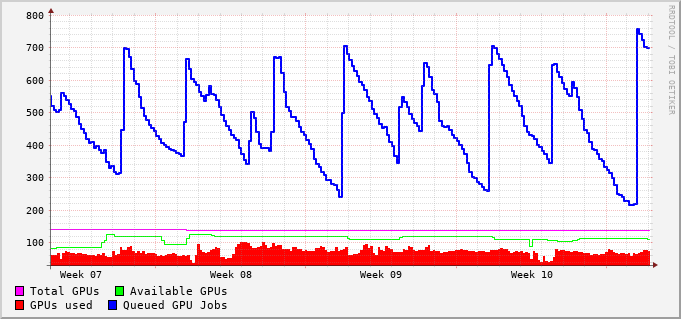 800
700
600
500
400
300
200
100
Week 07 Week 08 Week 09 Week 10
Total GPUs Available GPUs
GPUs used Queued GPU Jobs
RRDTOOL / TOBI OETIKER